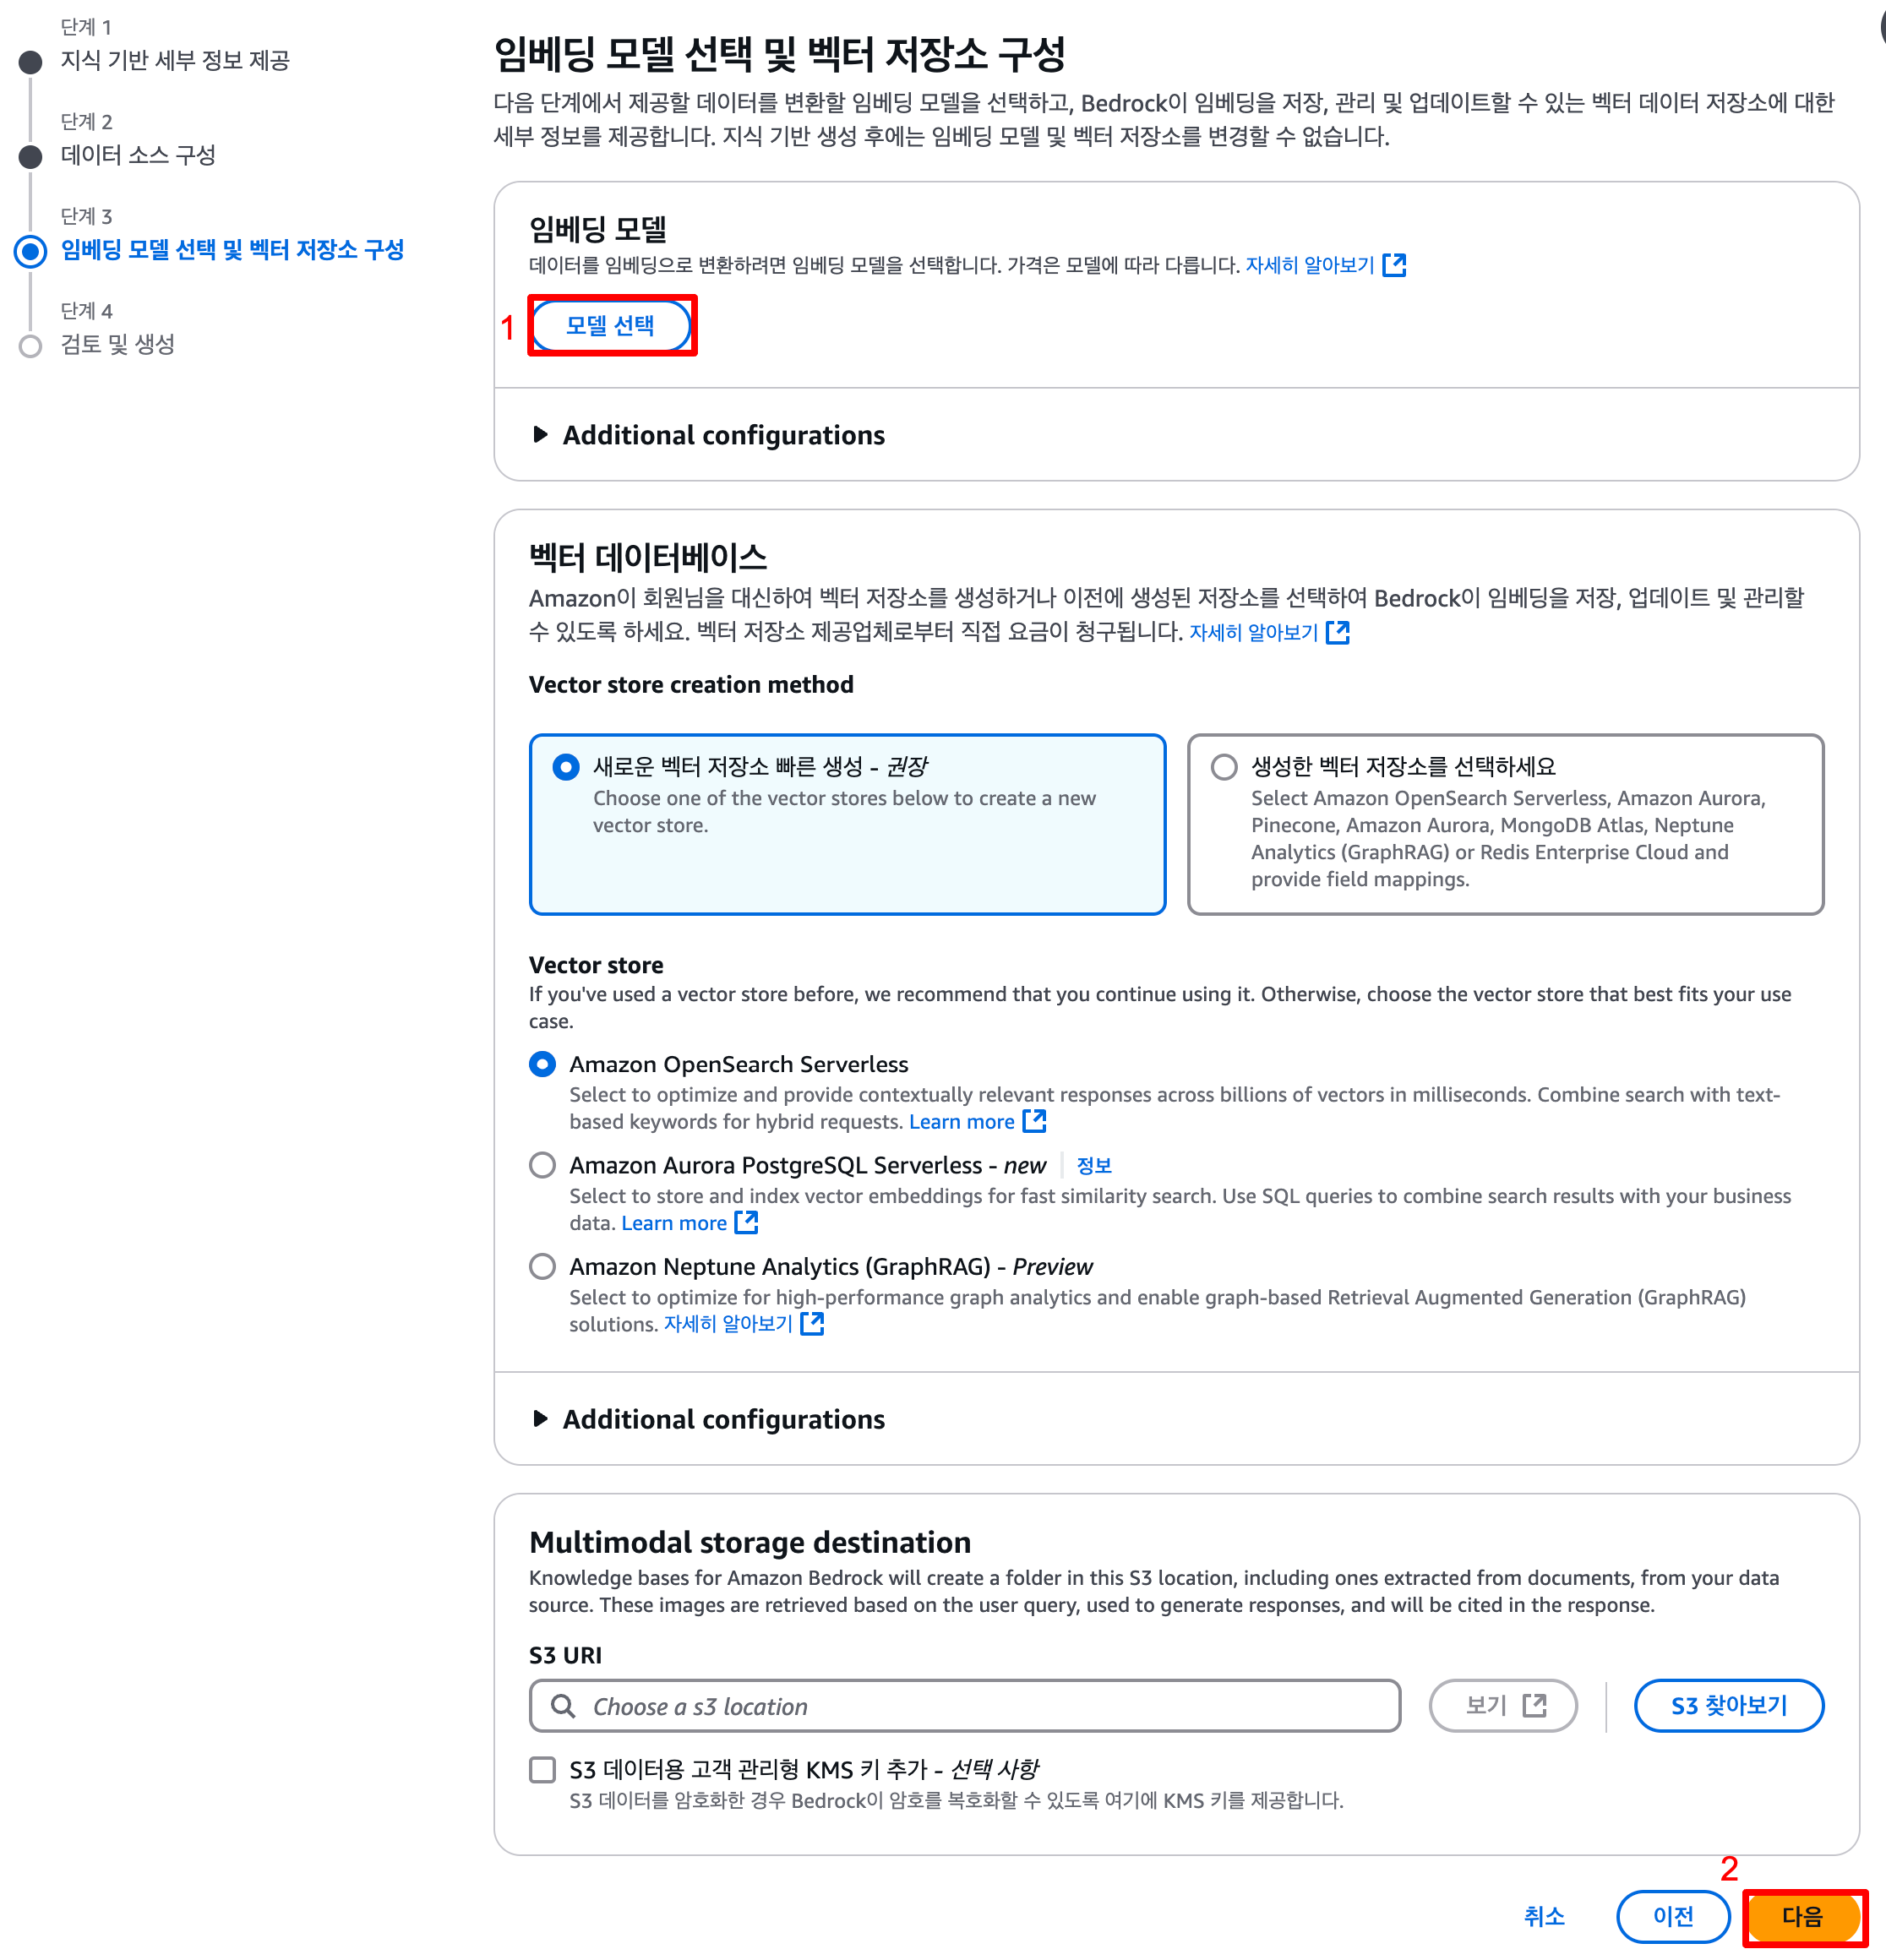 단계 1
지식 기반 세부 정보 제공
단계 2
데이터 소스 구성
단계 3
임베딩 모델 선택 및 벡터 저장소 구성
단계 4
검토 및 생성
임베딩 모델 선택 및 벡터 저장소 구성
다음 단계에서 제공할 데이터를 변환할 임베딩 모델을 선택하고, Bedrock이 임베딩을 저장, 관리 및 업데이트할 수 있는 벡터 데이터 저장소에 대한
세부 정보를 제공합니다. 지식 기반 생성 후에는 임베딩 모델 및 벡터 저장소를 변경할 수 없습니다.
임베딩 모델
데이터를 임베딩으로 변환하려면 임베딩 모델을 선택합니다. 가격은 모델에 따라 다릅니다. 자세히 알아보기
1 모델 선택
Additional configurations
벡터 데이터베이스
Amazon이 회원님을 대신하여 벡터 저장소를 생성하거나 이전에 생성된 저장소를 선택하여 Bedrock이 임베딩을 저장, 업데이트 및 관리할
수 있도록 하세요. 벡터 저장소 제공업체로부터 직접 요금이 청구됩니다. 자세히 알아보기
Vector store creation method
새로운 벡터 저장소 빠른 생성 - 권장
Choose one of the vector stores below to create a new
vector store.
생성한 벡터 저장소를 선택하세요
Select Amazon OpenSearch Serverless, Amazon Aurora,
Pinecone, Amazon Aurora, MongoDB Atlas, Neptune
Analytics (GraphRAG) or Redis Enterprise Cloud and
provide field mappings.
Vector store
If you've used a vector store before, we recommend that you continue using it. Otherwise, choose the vector store that best fits your use
case.
Amazon OpenSearch Serverless
Select to optimize and provide contextually relevant responses across billions of vectors in milliseconds. Combine search with text-
based keywords for hybrid requests. Learn more
Amazon Aurora PostgreSQL Serverless - new 정보
Select to store and index vector embeddings for fast similarity search. Use SQL queries to combine search results with your business
data. Learn more
Amazon Neptune Analytics (GraphRAG) - Preview
Select to optimize for high-performance graph analytics and enable graph-based Retrieval Augmented Generation (GraphRAG)
solutions. 자세히 알아보기
Additional configurations
Multimodal storage destination
Knowledge bases for Amazon Bedrock will create a folder in this S3 location, including ones extracted from documents, from your data
source. These images are retrieved based on the user query, used to generate responses, and will be cited in the response.
S3 URI
Choose a s3 location 보기 S3 찾아보기
S3 데이터용 고객 관리형 KMS 키 추가 - 선택 사항
S3 데이터를 암호화한 경우 Bedrock이 암호를 복호화할 수 있도록 여기에 KMS 키를 제공합니다.
2
취소 이전 다음